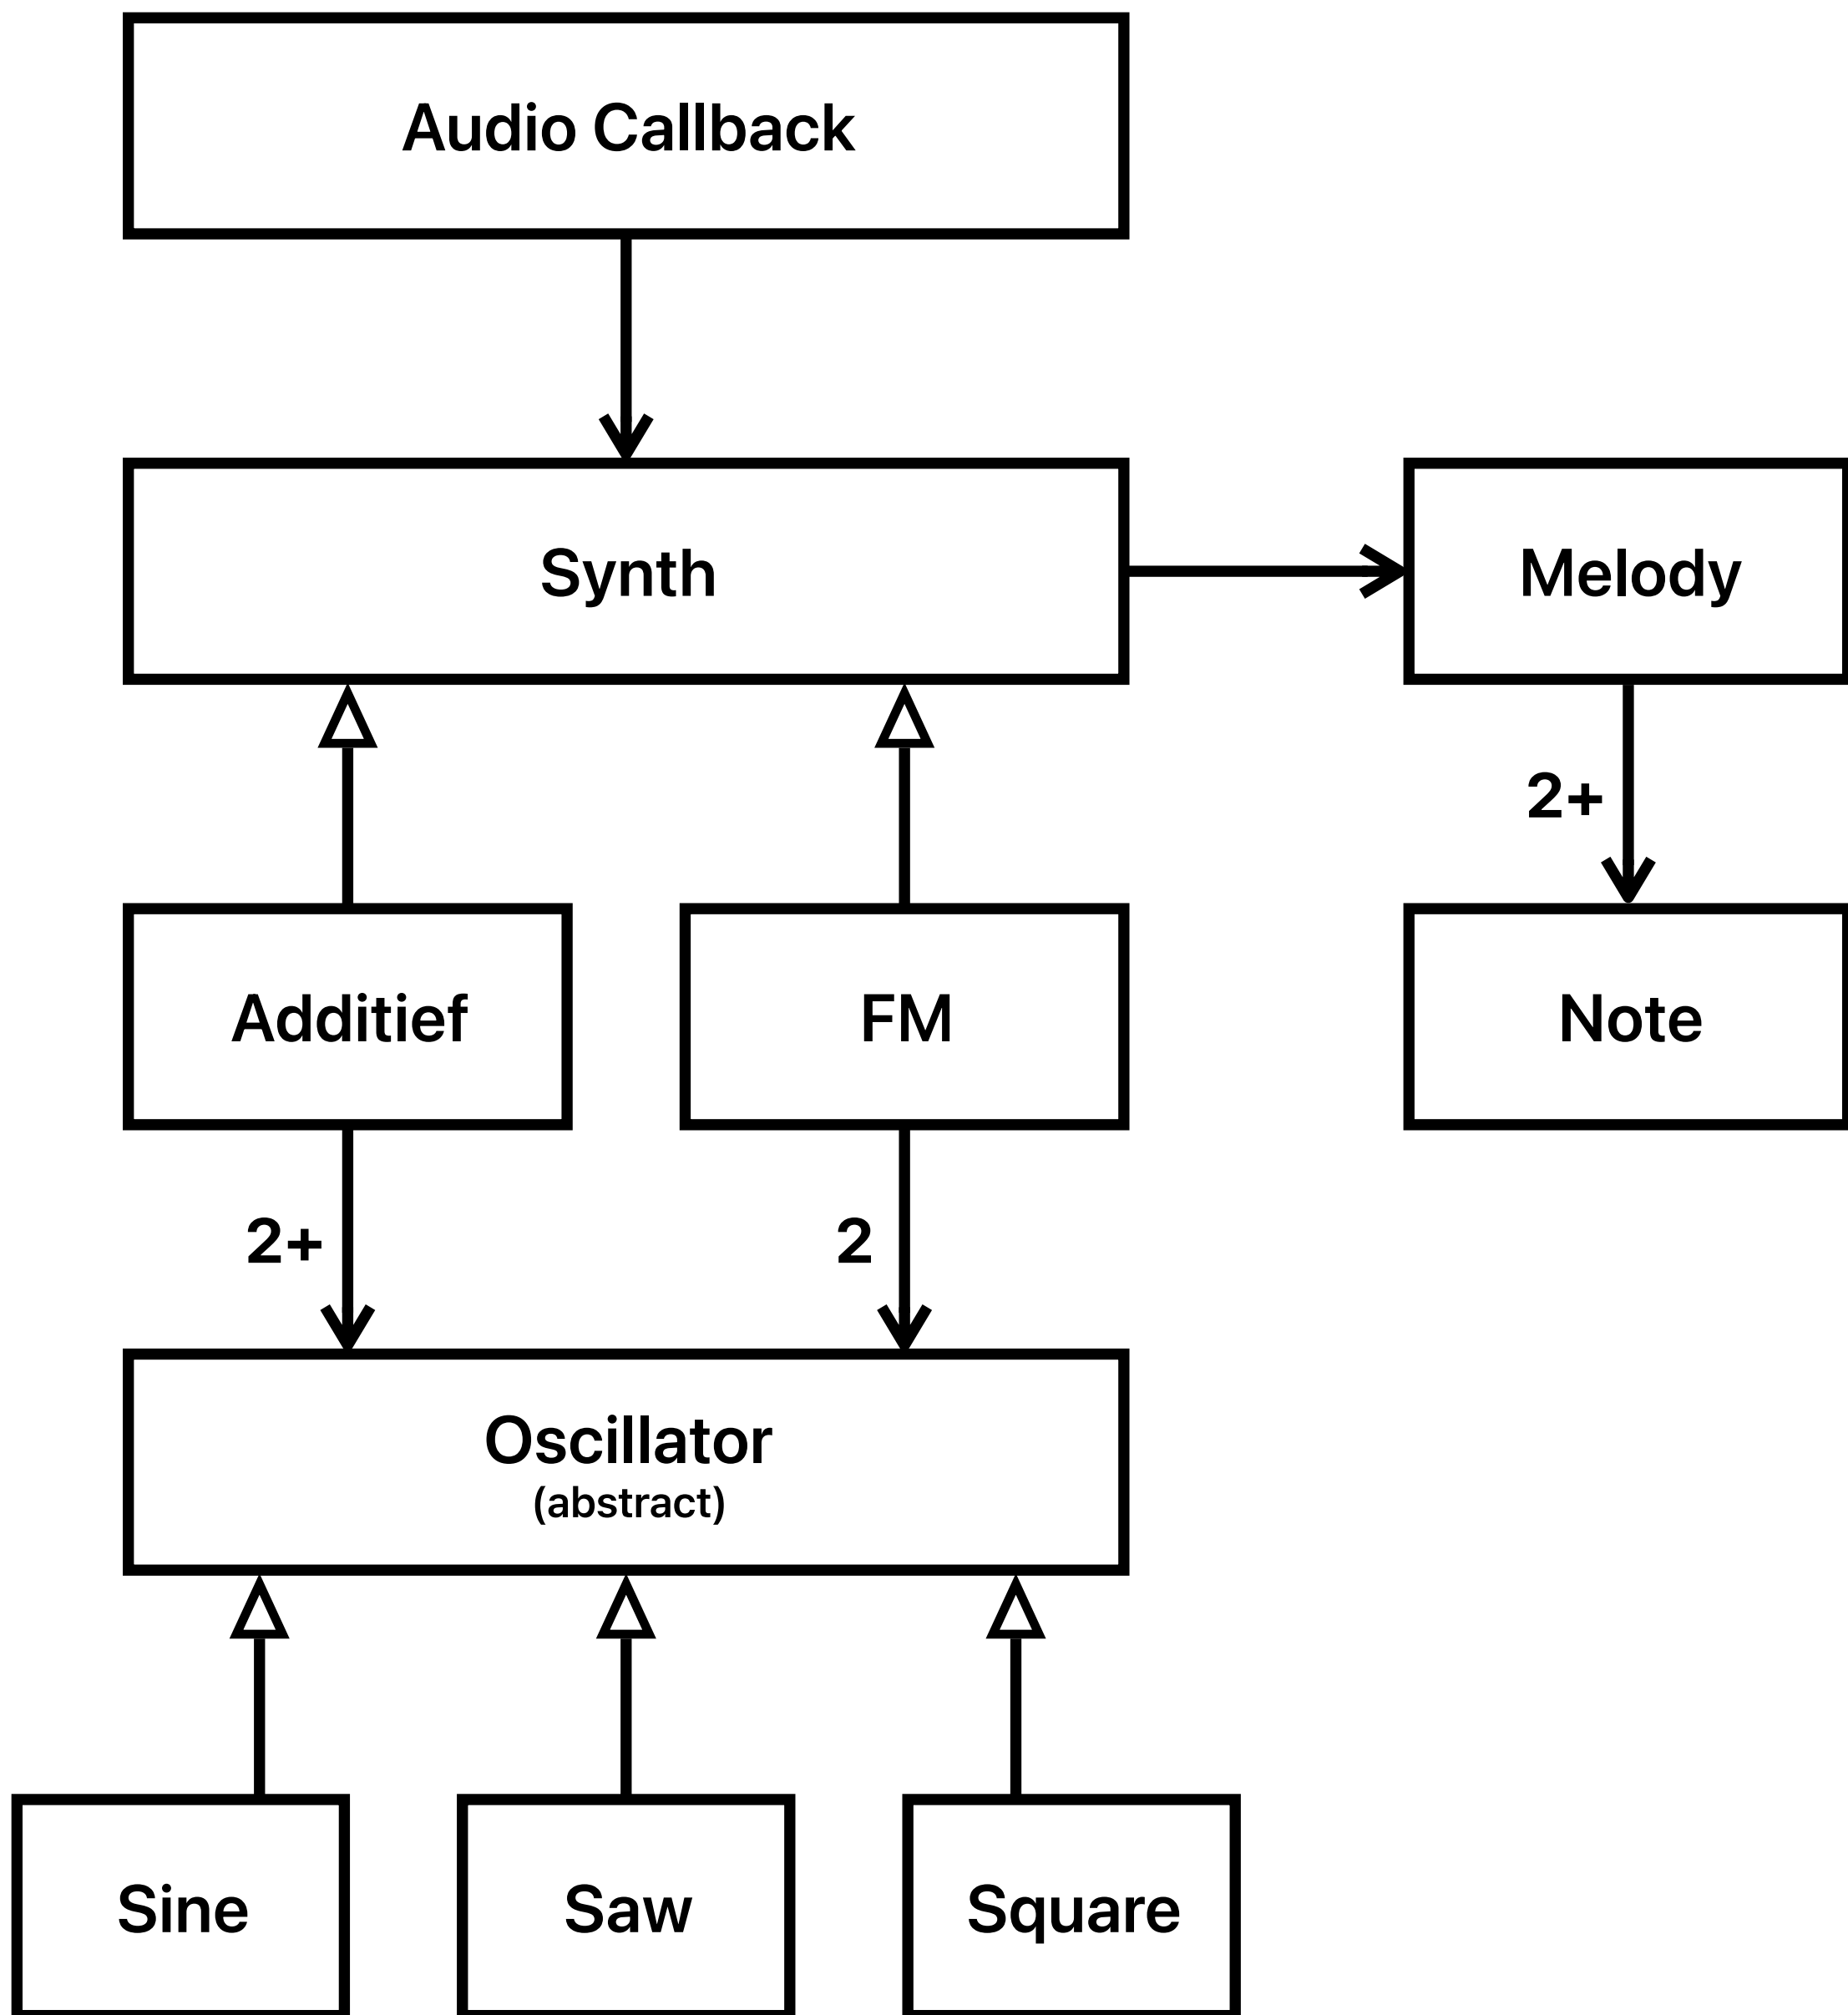 Audio Callback
Synth
Melody
2+
Additief
FM
Note
2+
2
Oscillator
(abstract)
Sine
Saw
Square